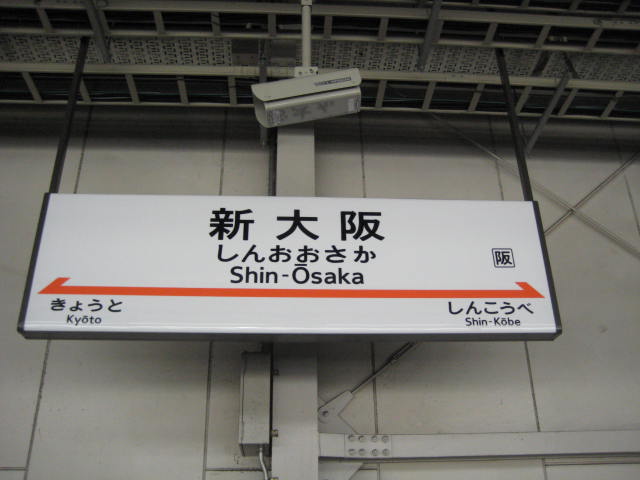 新大阪
しんおおさか
Shin-Ōsaka
阪
きょうと
Kyōto
しんこうべ
Shin-Kōbe